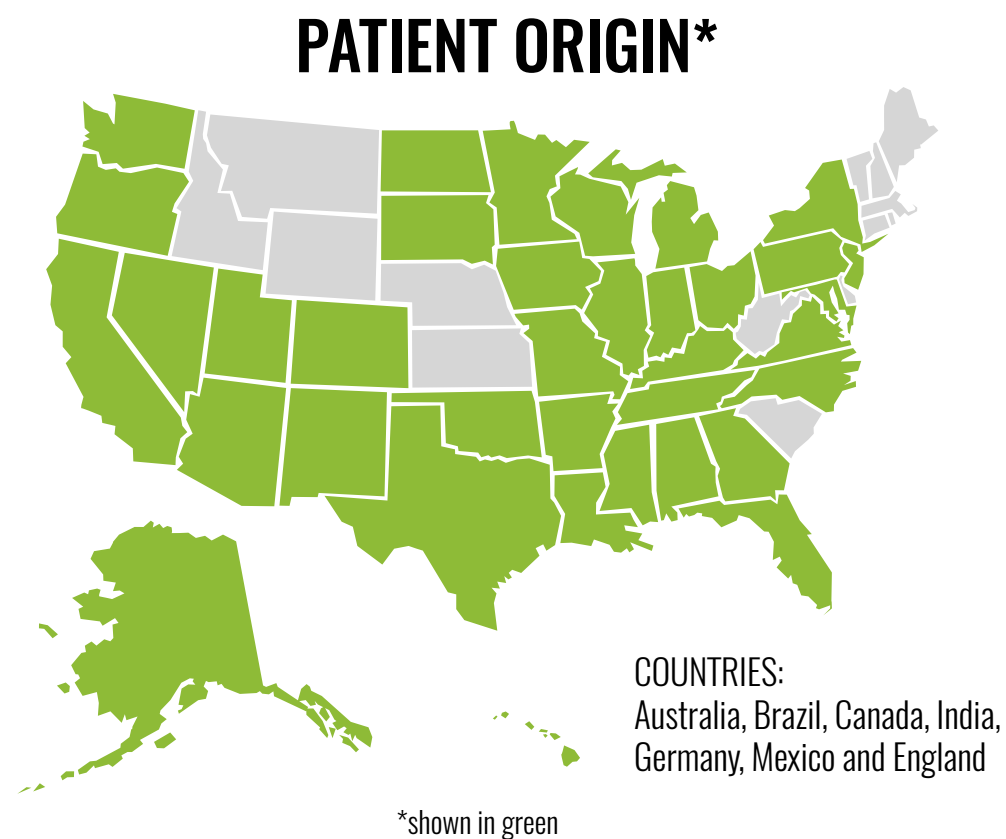 PATIENT ORIGIN*
COUNTRIES:
Australia, Brazil, Canada, India,
Germany, Mexico and England
*shown in green